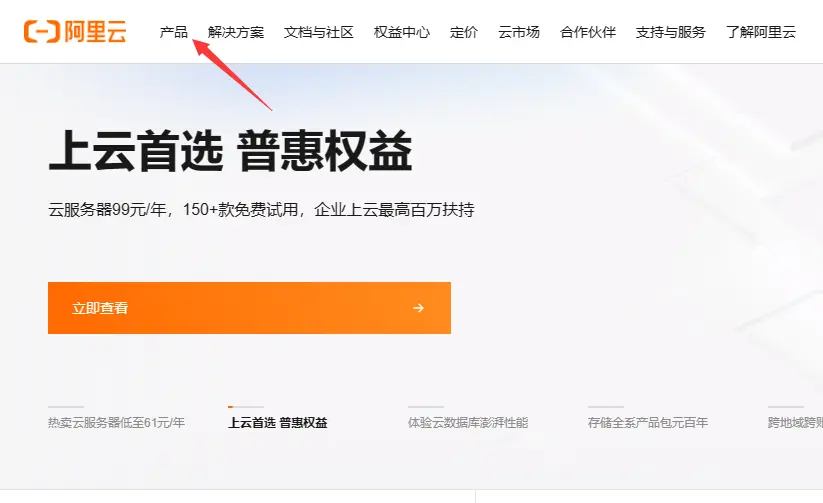 阿里云 产品 解决方案 文档与社区 权益中心 定价 云市场 合作伙伴 支持与服务 了解阿里云
上云首选 普惠权益
云服务器99元/年，150+款免费试用，企业上云最高百万扶持
立即查看
热卖云服务器低至61元/年 上云首选 普惠权益 体验云数据库澎湃性能 存储全系产品包元百年 跨地域跨